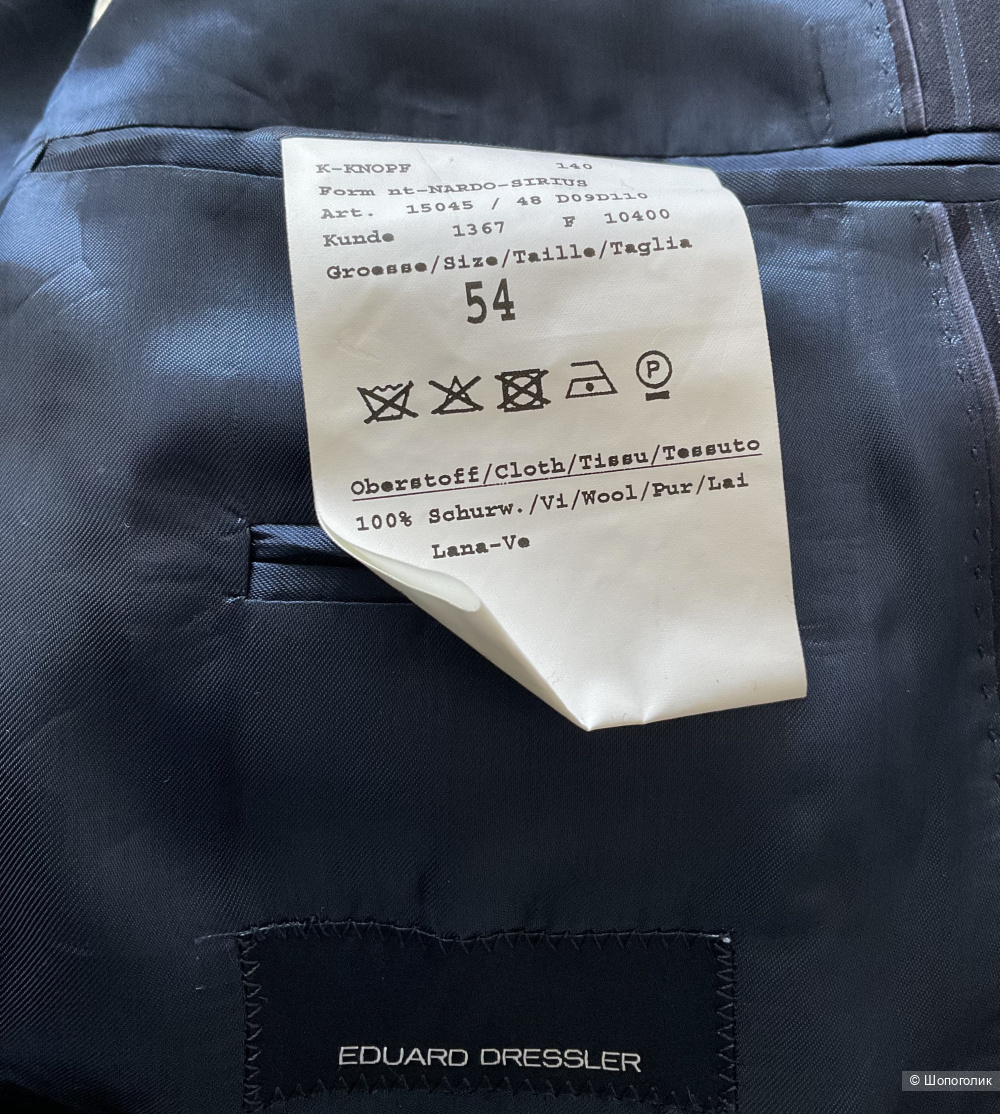 K-KNOPF 140
Form nt-NARDO-SIRIUS
Art. 15045 / 48 D09D110
Kunde 1367 F 10400
Groesse/Size/Taille/Taglia
54
P
Oberstoff/Cloth/Tissu/Tessuto
100% Schurw./Vi/Wool/Pur/Lai
Lana-Ve
EDUARD DRESSLER
© Шопоголик